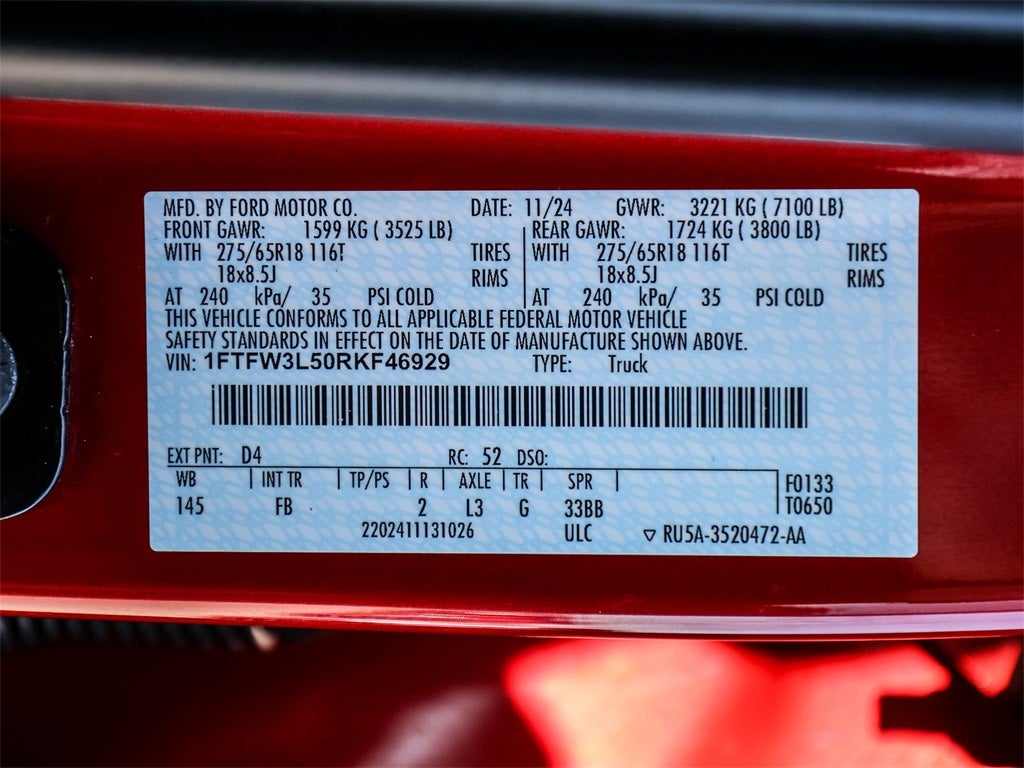 MFD. BY FORD MOTOR CO. DATE: 11/24 GVWR: 3221 KG ( 7100 LB)
FRONT GAWR: 1599 KG ( 3525 LB) REAR GAWR: 1724 KG ( 3800 LB)
WITH 275/65R18 116T TIRES WITH 275/65R18 116T TIRES
18x8.5J RIMS 18x8.5J RIMS
AT 240 kPa/ 35 PSI COLD AT 240 kPa/ 35 PSI COLD
THIS VEHICLE CONFORMS TO ALL APPLICABLE FEDERAL MOTOR VEHICLE
SAFETY STANDARDS IN EFFECT ON THE DATE OF MANUFACTURE SHOWN ABOVE.
VIN: 1FTFW3L50RKF46929 TYPE: Truck
EXT PNT: D4 RC: 52 DSO:
WB INT TR TP/PS R AXLE TR SPR F0133
145 FB 2 L3 G 33BB T0650
2202411131026 ULC ▽ RU5A-3520472-AA